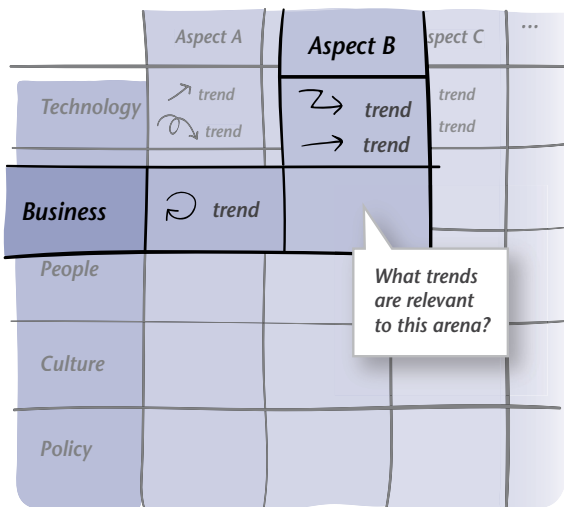 Aspect A
Aspect B
spect C
...
Technology
trend
trend
trend
trend
trend
trend
Business
trend
What trends
are relevant
to this arena?
People
Culture
Policy